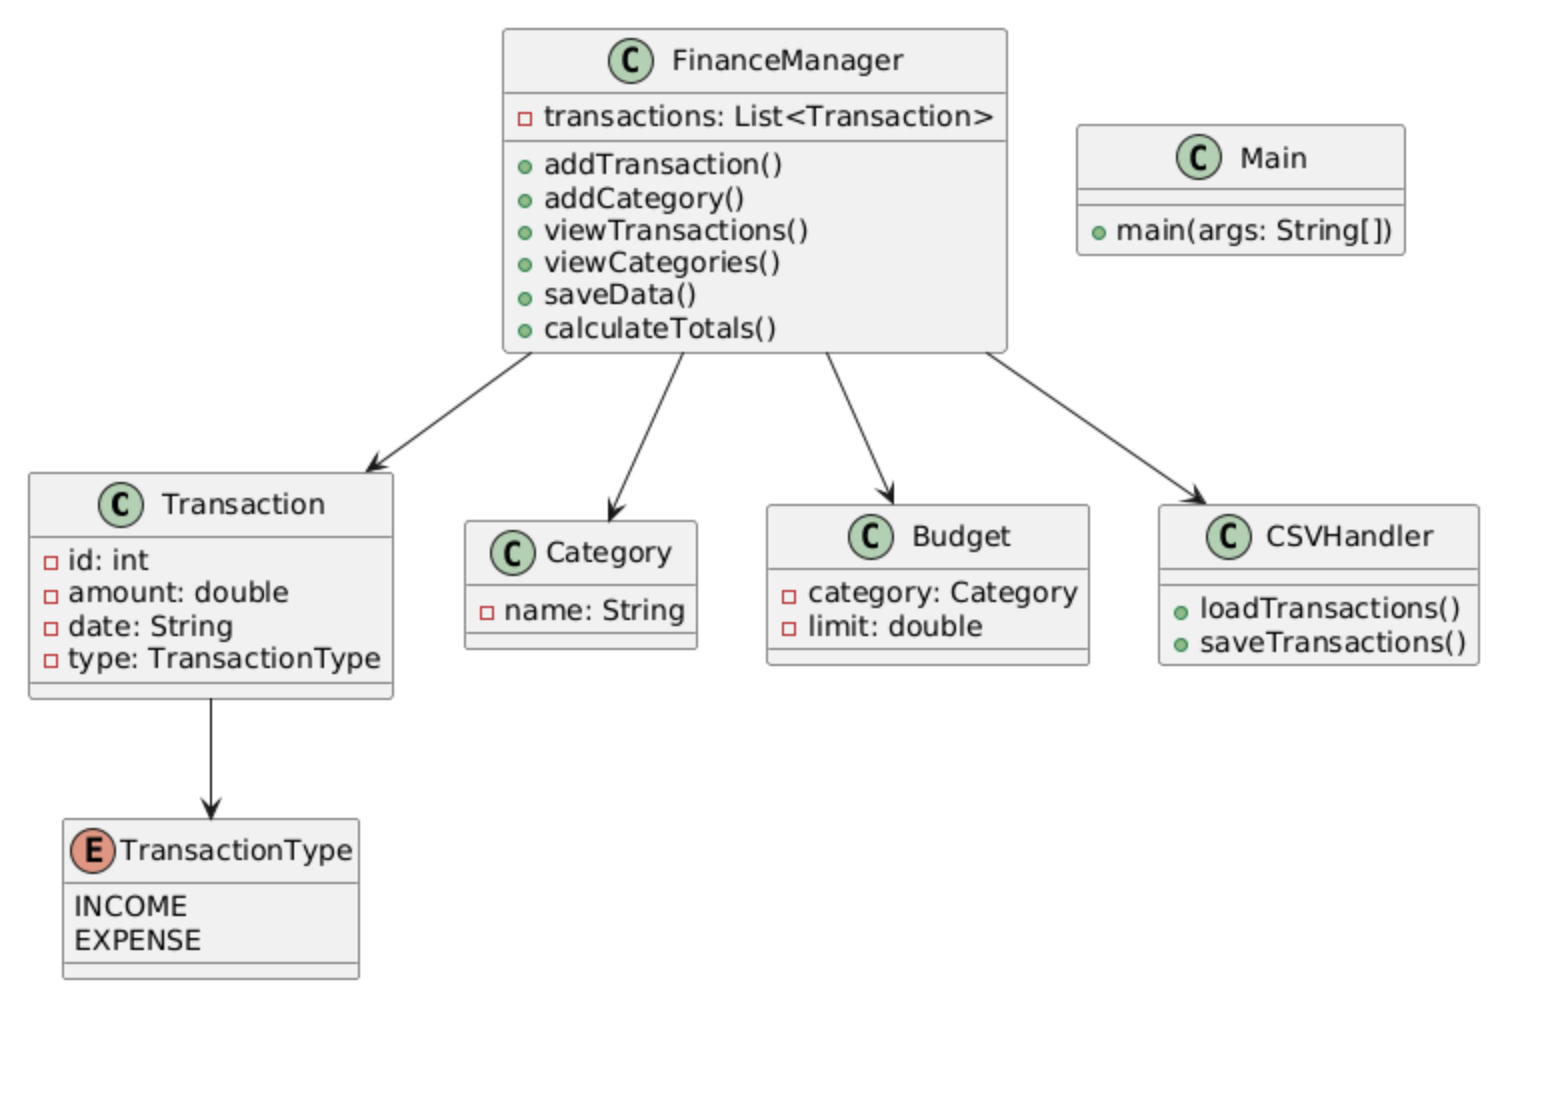 C FinanceManager
transactions: List<Transaction>
addTransaction()
addCategory()
viewTransactions()
viewCategories()
saveData()
calculateTotals()
C Main
main(args: String[])
C Transaction
id: int
amount: double
date: String
type: TransactionType
C Category
name: String
C Budget
category: Category
limit: double
C CSVHandler
loadTransactions()
saveTransactions()
E TransactionType
INCOME
EXPENSE